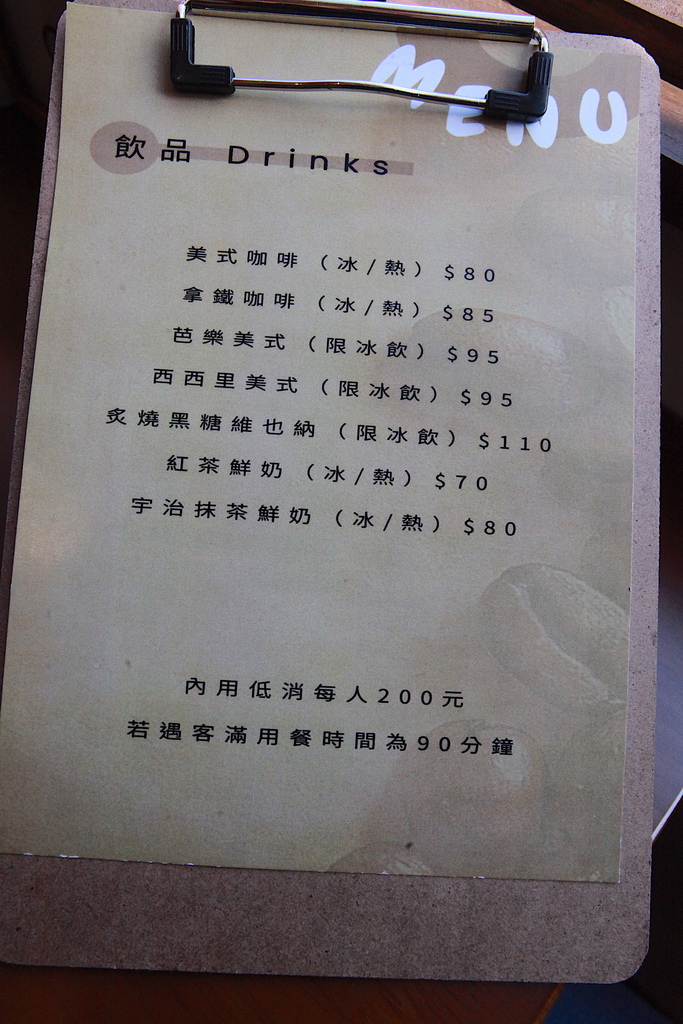 MENU
飲品 Drinks
美式咖啡（冰/熱）$80
拿鐵咖啡（冰/熱）$85
芭樂美式（限冰飲）$95
西西里美式（限冰飲）$95
炙燒黑糖維也納（限冰飲）$110
紅茶鮮奶（冰/熱）$70
宇治抹茶鮮奶（冰/熱）$80
內用低消每人200元
若遇客滿用餐時間為90分鐘